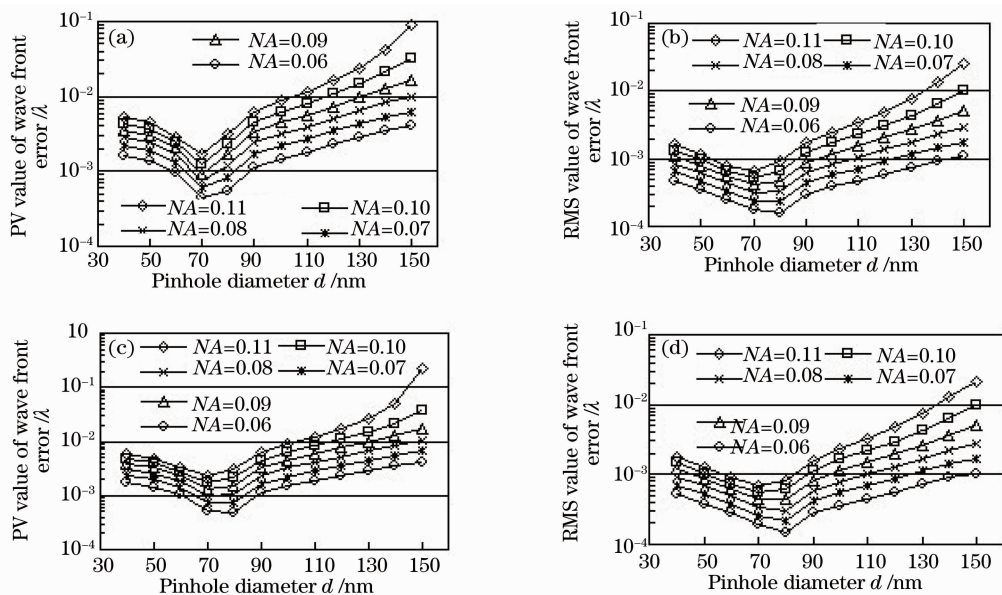 (a)
PV value of wave front
error /λ
10⁻¹
10⁻²
10⁻³
10⁻⁴
NA=0.09
NA=0.06
NA=0.11
NA=0.10
NA=0.08
NA=0.07
30 50 70 90 110 130 150
Pinhole diameter d /nm
(b)
RMS value of wave front
error /λ
10⁻¹
10⁻²
10⁻³
10⁻⁴
NA=0.11
NA=0.10
NA=0.08
NA=0.07
NA=0.09
NA=0.06
30 50 70 90 110 130 150
Pinhole diameter d /nm
(c)
PV value of wave front
error /λ
10
10⁻¹
10⁻²
10⁻³
10⁻⁴
NA=0.11
NA=0.10
NA=0.08
NA=0.07
NA=0.09
NA=0.06
30 50 70 90 110 130 150
Pinhole diameter d /nm
(d)
RMS value of wave front
error /λ
10⁻¹
10⁻²
10⁻³
10⁻⁴
NA=0.11
NA=0.10
NA=0.08
NA=0.07
NA=0.09
NA=0.06
30 50 70 90 110 130 150
Pinhole diameter d /nm